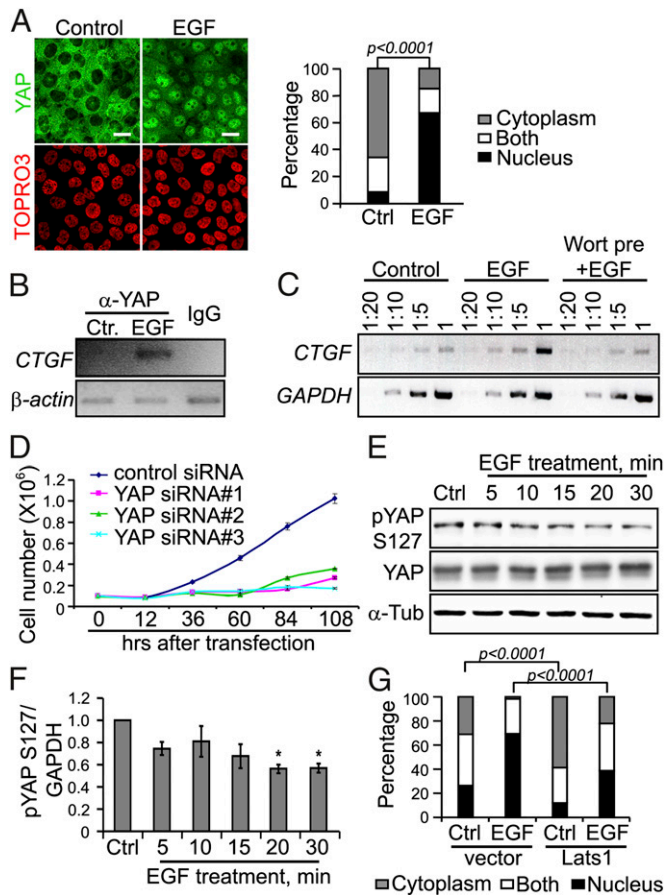 A
Control EGF
YAP
TOPRO3
p<0.0001
Percentage
100
80
60
40
20
0
Ctrl EGF
Cytoplasm
Both
Nucleus
B
α-YAP
Ctr. EGF IgG
CTGF
β-actin
C
Control EGF Wort pre
+EGF
1:20 1:10 1:5 1 1:20 1:10 1:5 1 1:20 1:10 1:5 1
CTGF
GAPDH
D
Cell number (X10⁶)
1.2
1.0
0.8
0.6
0.4
0.2
0
control siRNA
YAP siRNA#1
YAP siRNA#2
YAP siRNA#3
0 12 36 60 84 108
hrs after transfection
E
EGF treatment, min
Ctrl 5 10 15 20 30
pYAP
S127
YAP
α-Tub
F
pYAP S127/
GAPDH
1.2
1.0
0.8
0.6
0.4
0.2
0
* *
Ctrl 5 10 15 20 30
EGF treatment, min
G
p<0.0001
p<0.0001
Percentage
100
80
60
40
20
0
Ctrl EGF Ctrl EGF
vector Lats1
Cytoplasm Both Nucleus